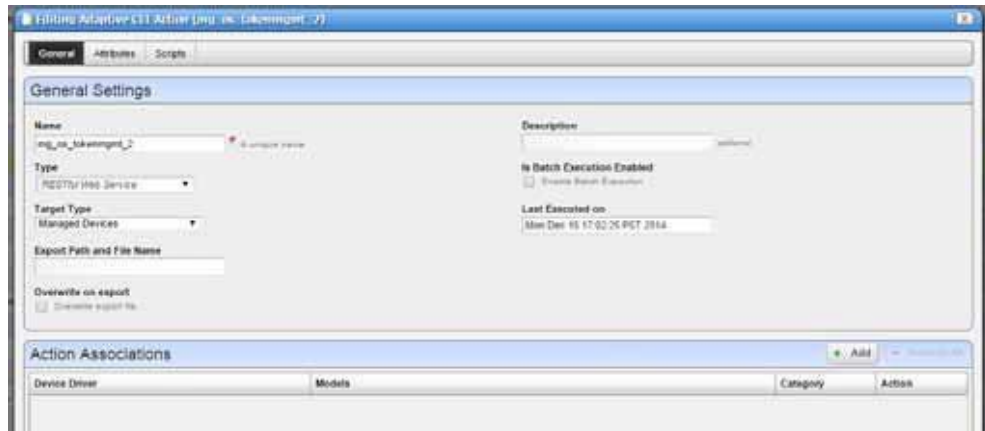 Editing Adaptive CLI Action
General Attributes Scripts
General Settings
Name
Description
* A unique name
optional
Type
Is Batch Execution Enabled
RESTful Web Service
Enable Batch Execution
Target Type
Last Executed on
Managed Devices
Mon Dec 17:02:25 PST 2014
Export Path and File Name
Overwrite on export
Overwrite export file
Action Associations
+ Add
Device Driver Models Category Action